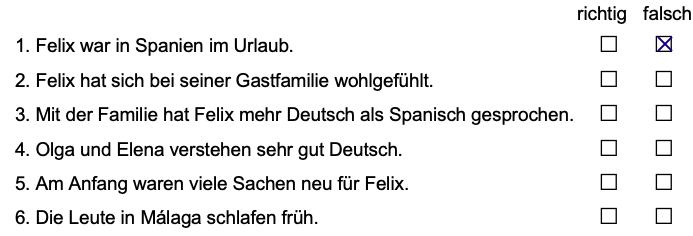 richtig falsch
1. Felix war in Spanien im Urlaub. ☐ ☒
2. Felix hat sich bei seiner Gastfamilie wohlgefühlt. ☐ ☐
3. Mit der Familie hat Felix mehr Deutsch als Spanisch gesprochen. ☐ ☐
4. Olga und Elena verstehen sehr gut Deutsch. ☐ ☐
5. Am Anfang waren viele Sachen neu für Felix. ☐ ☐
6. Die Leute in Málaga schlafen früh. ☐ ☐